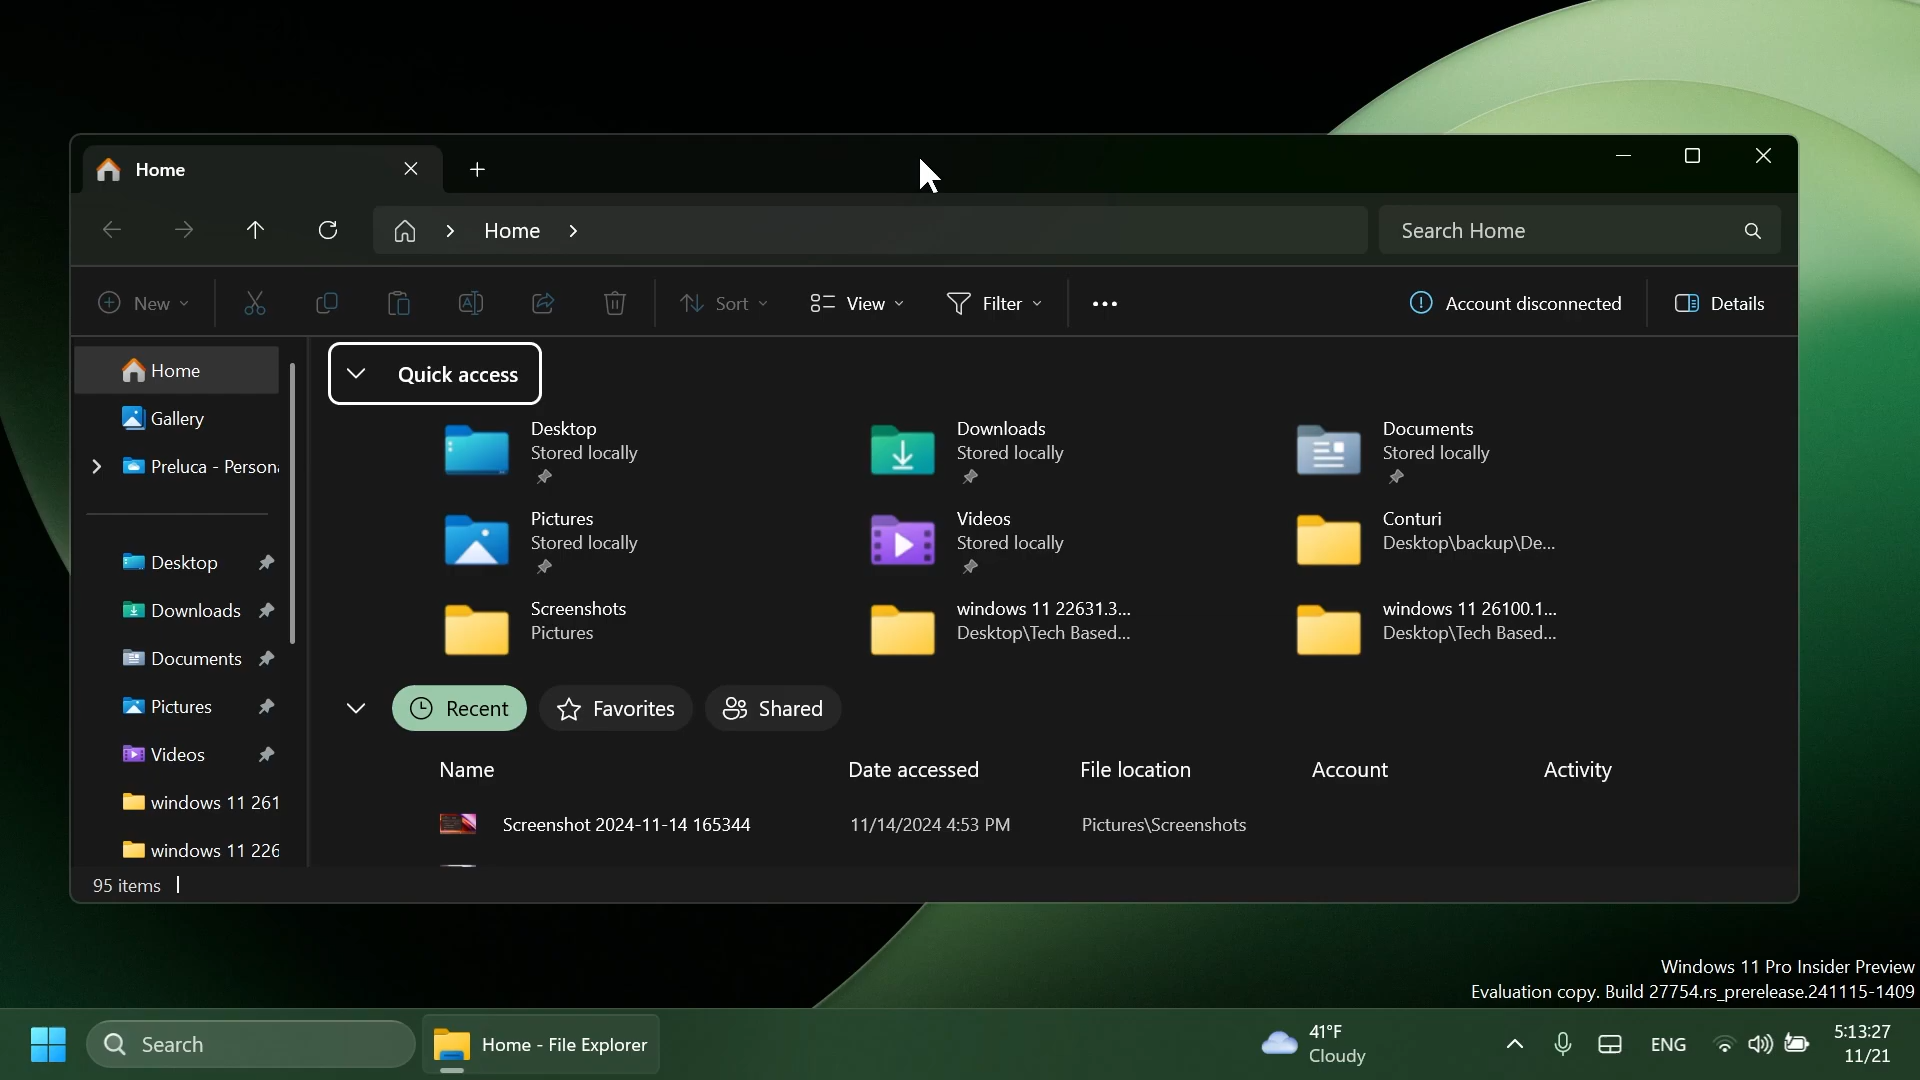 Home
Home
Search Home
New
Sort
View
Filter
Account disconnected
Details
Home
Gallery
Preluca - Person
Desktop
Downloads
Documents
Pictures
Videos
windows 11 261
windows 11 226
Quick access
Desktop
Stored locally
Downloads
Stored locally
Documents
Stored locally
Pictures
Stored locally
Videos
Stored locally
Conturi
Desktop\backup\De...
Screenshots
Pictures
windows 11 22631.3...
Desktop\Tech Based...
windows 11 26100.1...
Desktop\Tech Based...
Recent Favorites Shared
Name Date accessed File location Account Activity
Screenshot 2024-11-14 165344 11/14/2024 4:53 PM Pictures\Screenshots
95 items
Windows 11 Pro Insider Preview
Evaluation copy. Build 27754.rs_prerelease.241115-1409
Search
Home - File Explorer
41°F
Cloudy
ENG
5:13:27
11/21